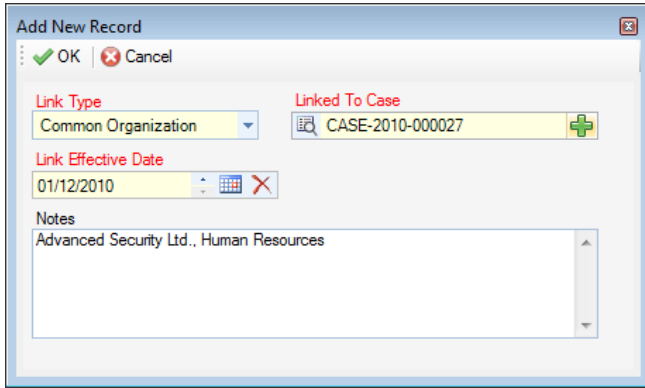 Add New Record
OK Cancel
Link Type Linked To Case
Common Organization CASE-2010-000027
Link Effective Date
01/12/2010
Notes
Advanced Security Ltd., Human Resources